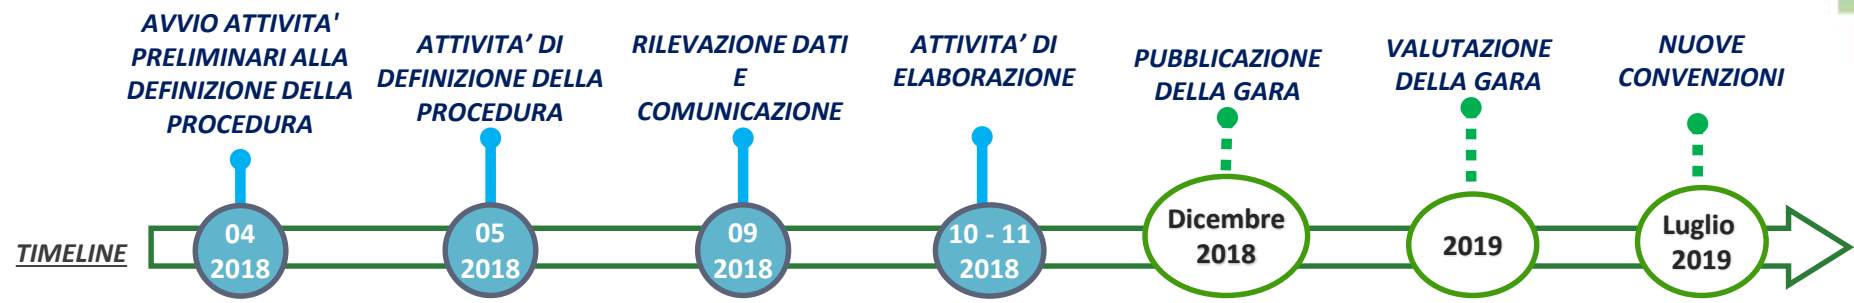 AVVIO ATTIVITA'
PRELIMINARI ALLA
DEFINIZIONE DELLA
PROCEDURA
ATTIVITA’ DI
DEFINIZIONE DELLA
PROCEDURA
RILEVAZIONE DATI
E
COMUNICAZIONE
ATTIVITA’ DI
ELABORAZIONE
PUBBLICAZIONE
DELLA GARA
VALUTAZIONE
DELLA GARA
NUOVE
CONVENZIONI
TIMELINE
04
2018
05
2018
09
2018
10 - 11
2018
Dicembre
2018
2019
Luglio
2019